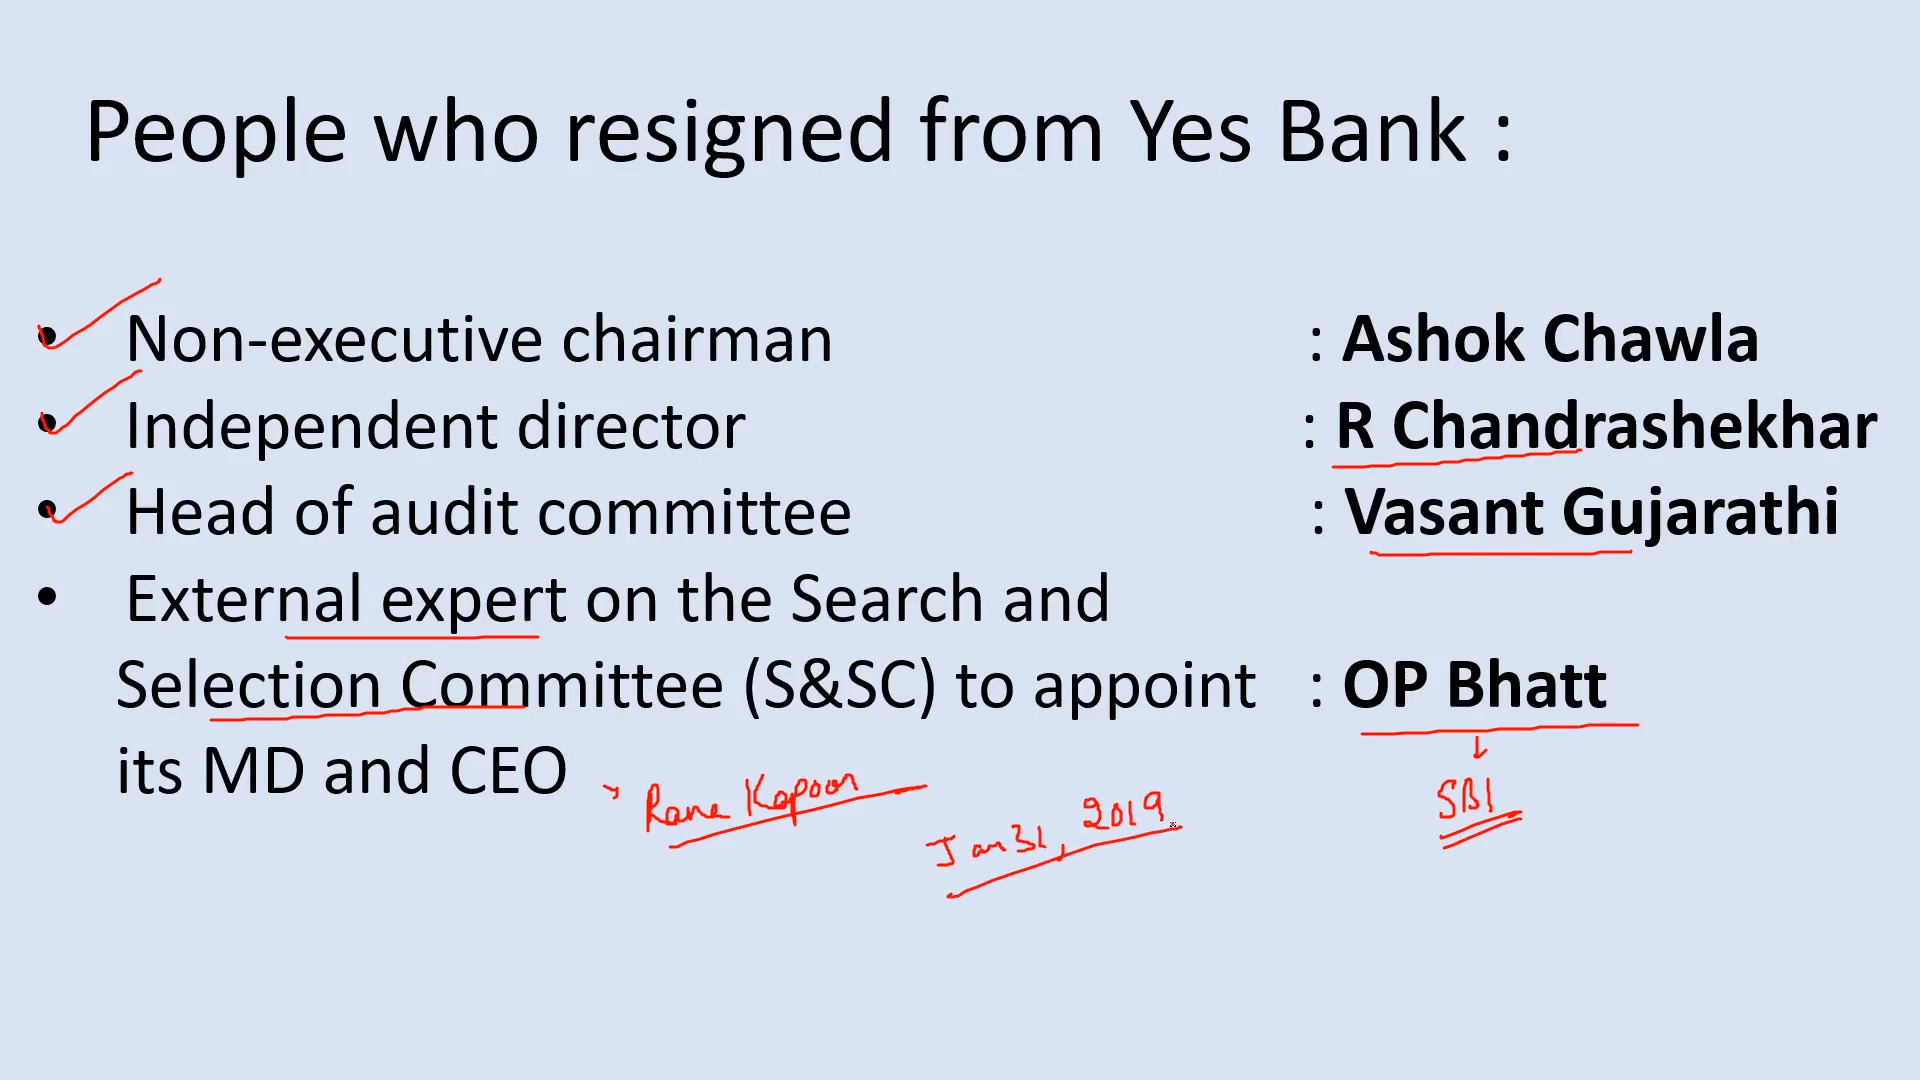 People who resigned from Yes Bank :
• Non-executive chairman : Ashok Chawla
• Independent director : R Chandrashekhar
• Head of audit committee : Vasant Gujarathi
• External expert on the Search and
Selection Committee (S&SC) to appoint : OP Bhatt
its MD and CEO
Rana Kapoor
Jan 31, 2019
SBI